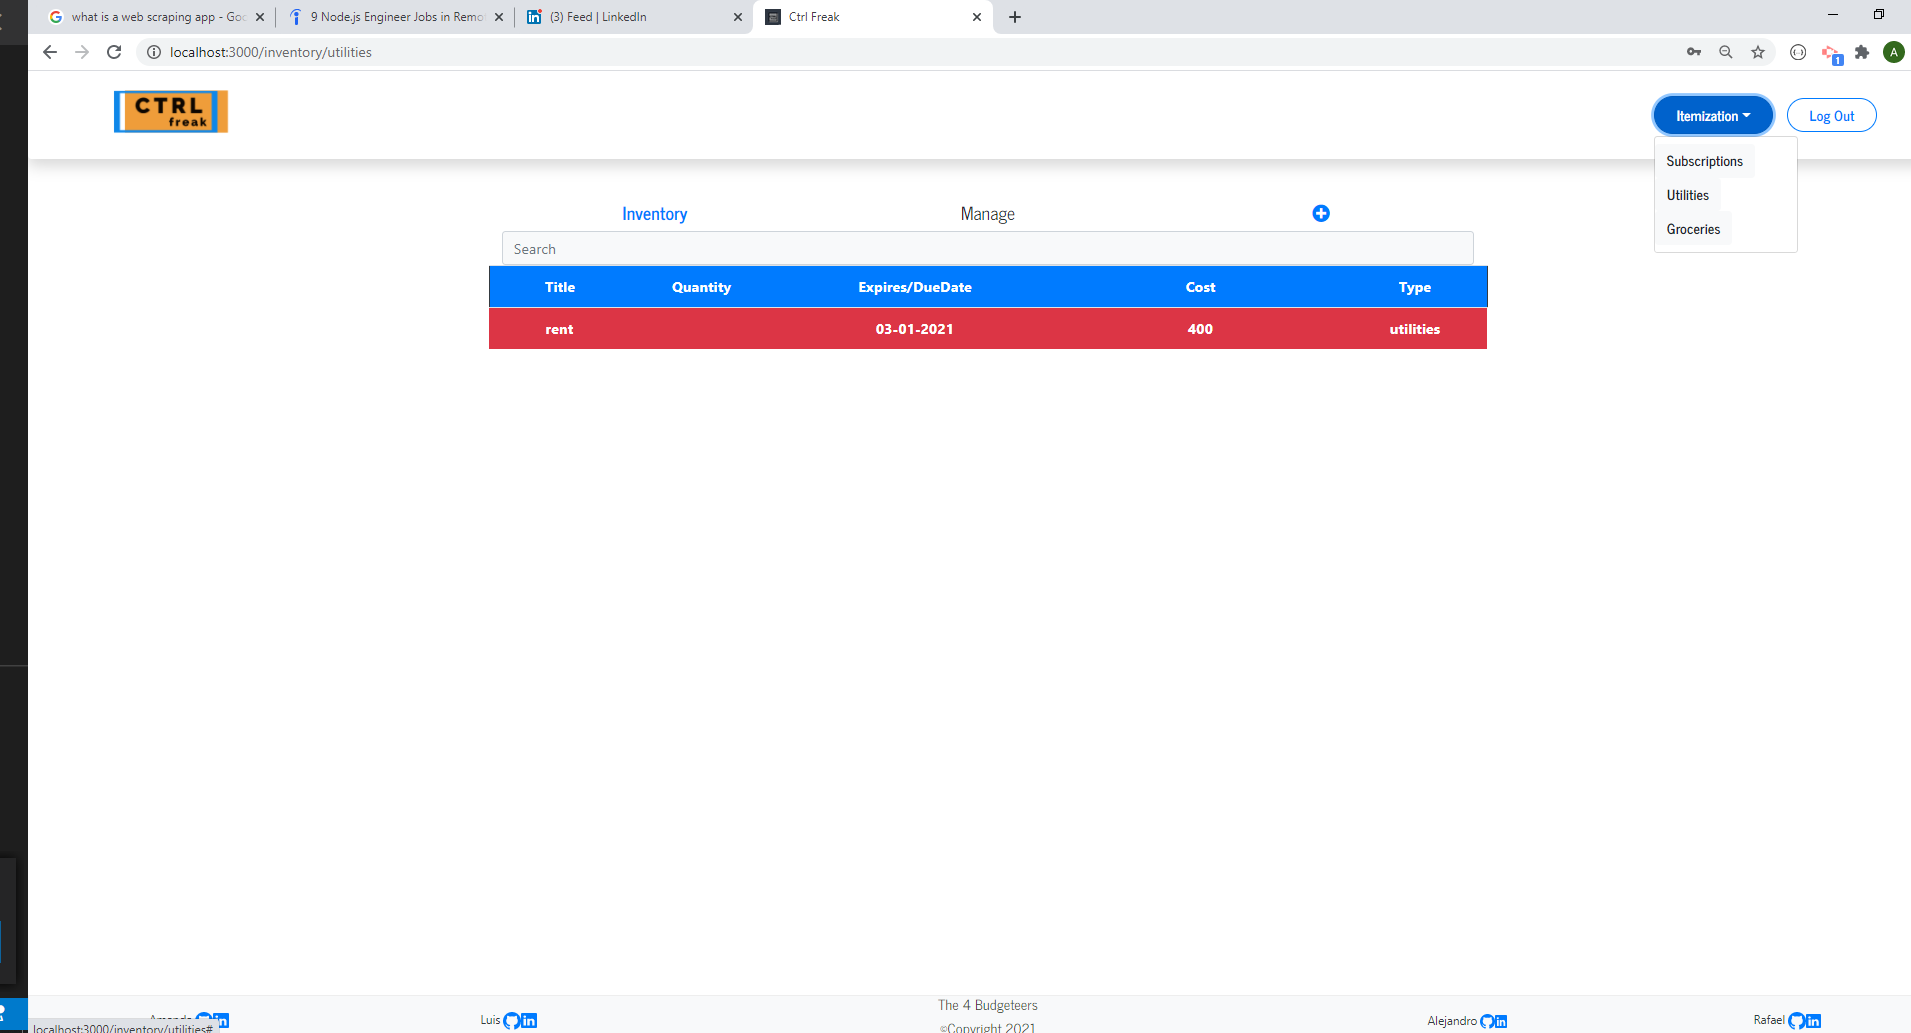 what is a web scraping app - Goo
9 Node.js Engineer Jobs in Remo
(3) Feed | LinkedIn
Ctrl Freak
localhost:3000/inventory/utilities
1
A
CTRL
freak
Itemization
Log Out
Subscriptions
Utilities
Groceries
Inventory
Manage
Search
Title Quantity Expires/DueDate Cost Type
rent 03-01-2021 400 utilities
The 4 Budgeteers
Amanda
Luis
©Copyright 2021
Alejandro
Rafael
localhost:3000/inventory/utilities#